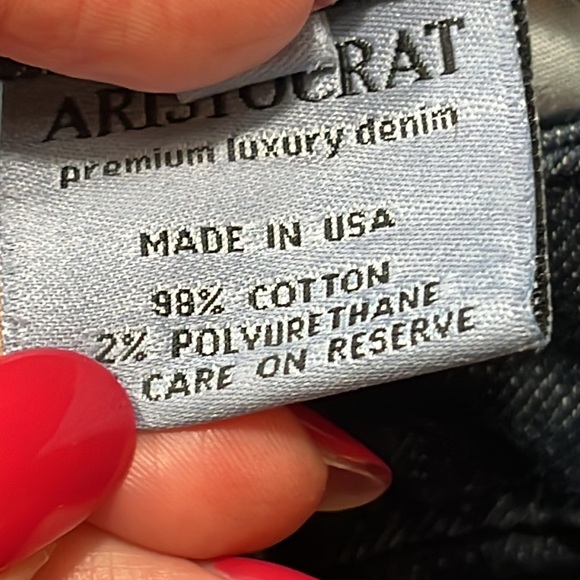 ARISTOCRAT
premium luxury denim
MADE IN USA
98% COTTON
2% POLYURETHANE
CARE ON RESERVE